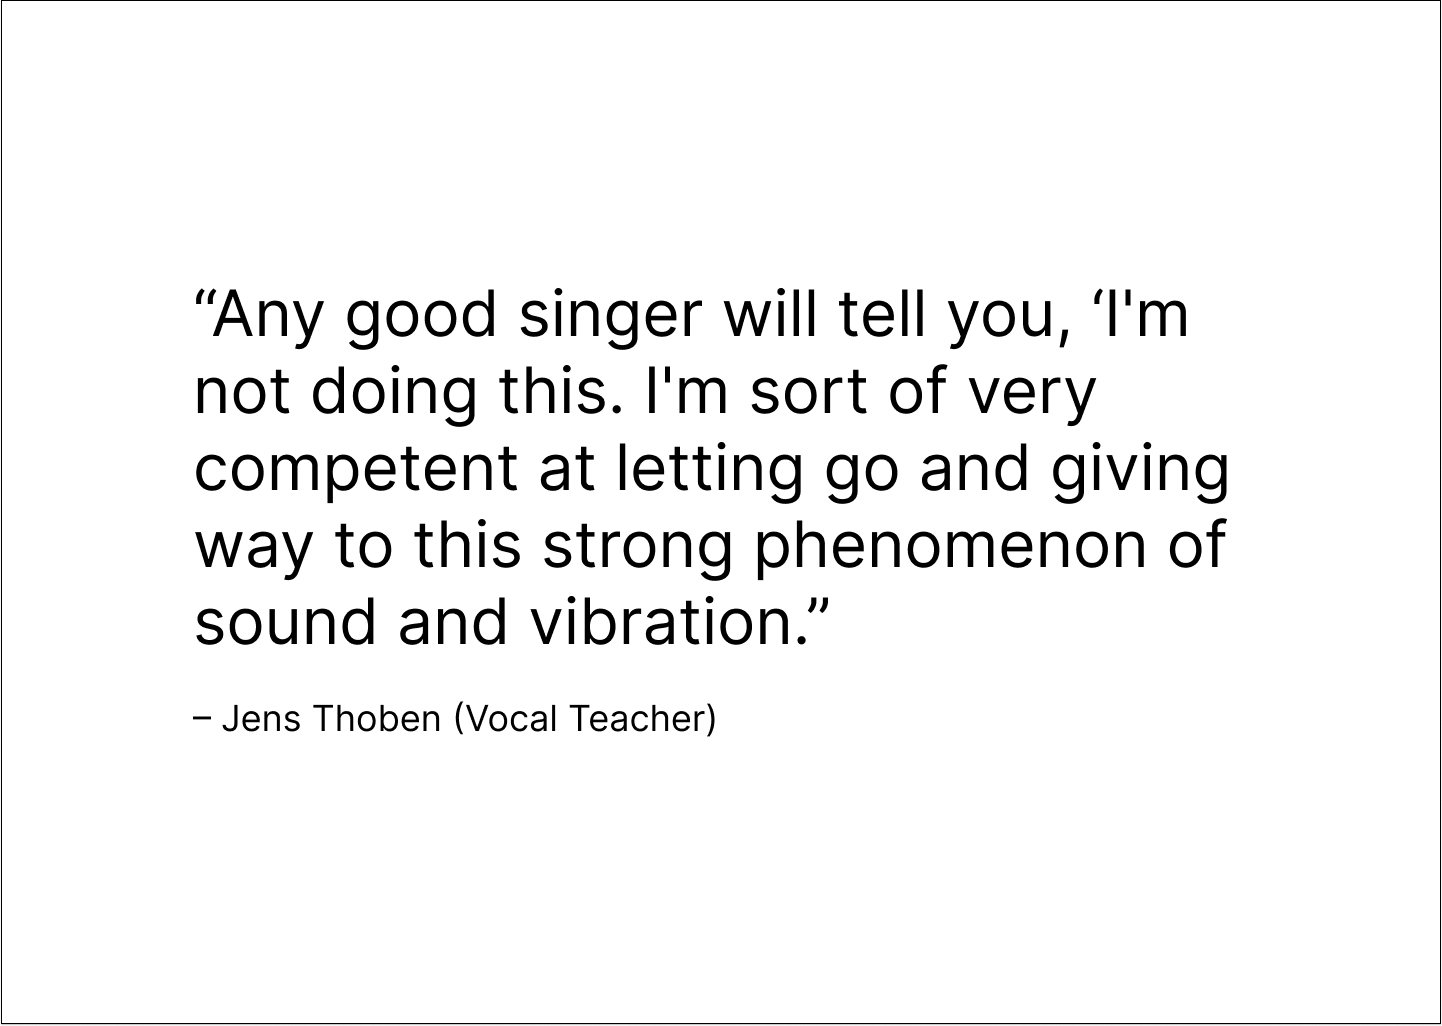 “Any good singer will tell you, ‘I'm
not doing this. I'm sort of very
competent at letting go and giving
way to this strong phenomenon of
sound and vibration.”
– Jens Thoben (Vocal Teacher)